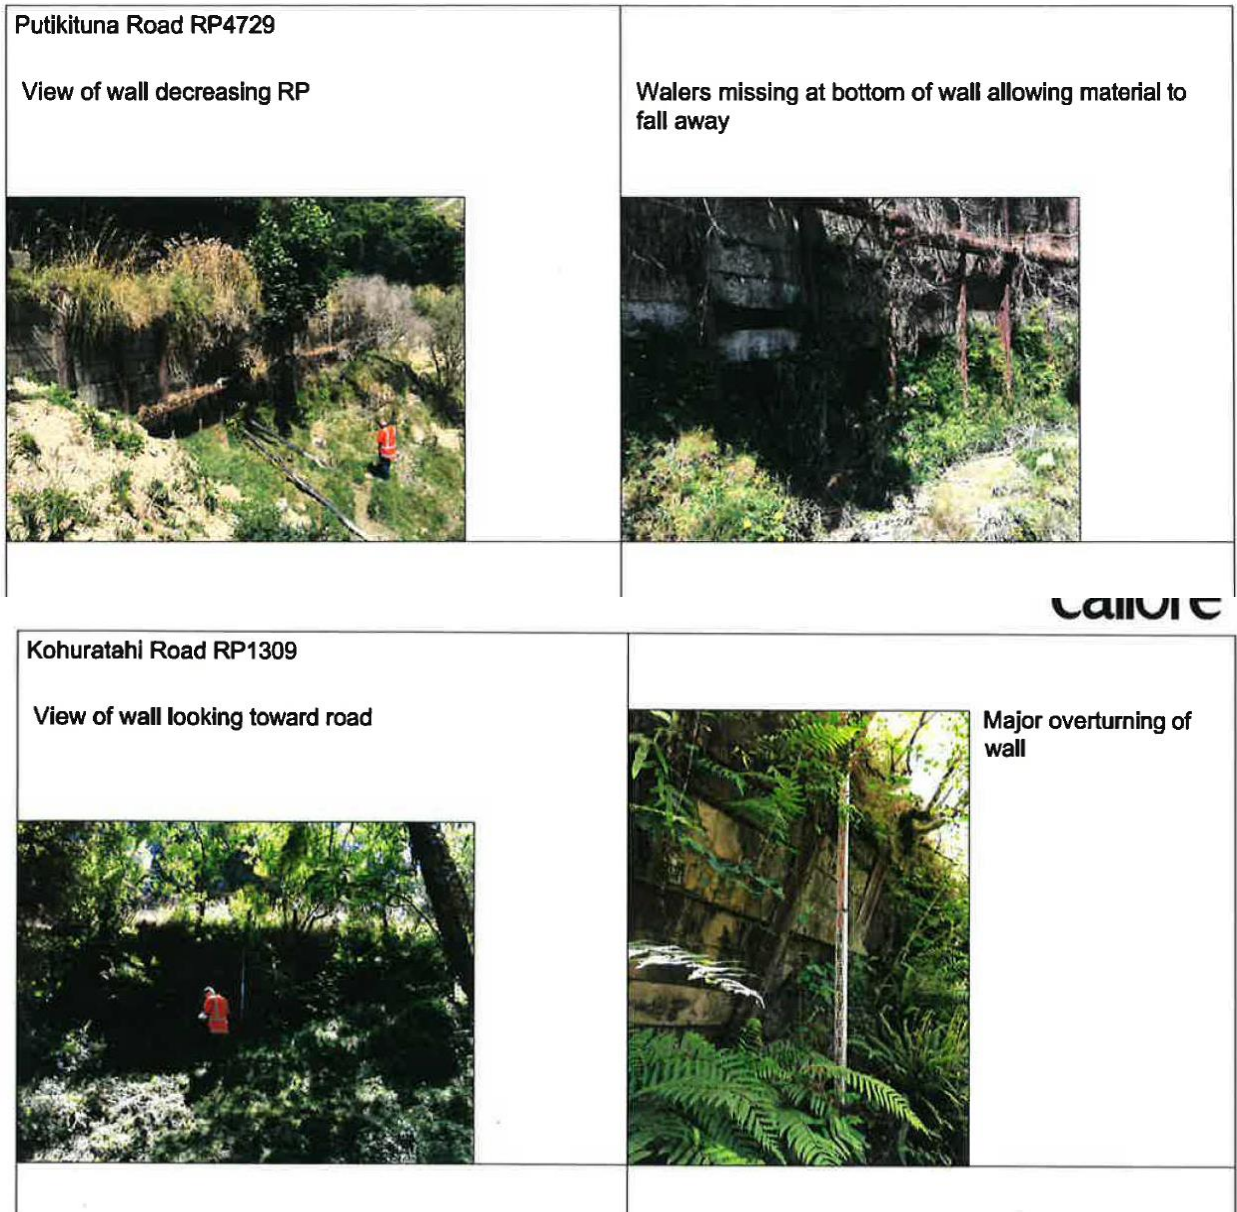 Putikituna Road RP4729
View of wall decreasing RP
Walers missing at bottom of wall allowing material to
fall away
Kohuratahi Road RP1309
View of wall looking toward road
Major overturning of
wall